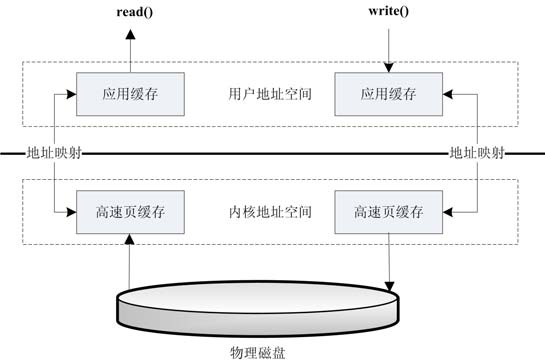 read() write()
应用缓存 用户地址空间 应用缓存
地址映射 地址映射
高速页缓存 内核地址空间 高速页缓存
物理磁盘